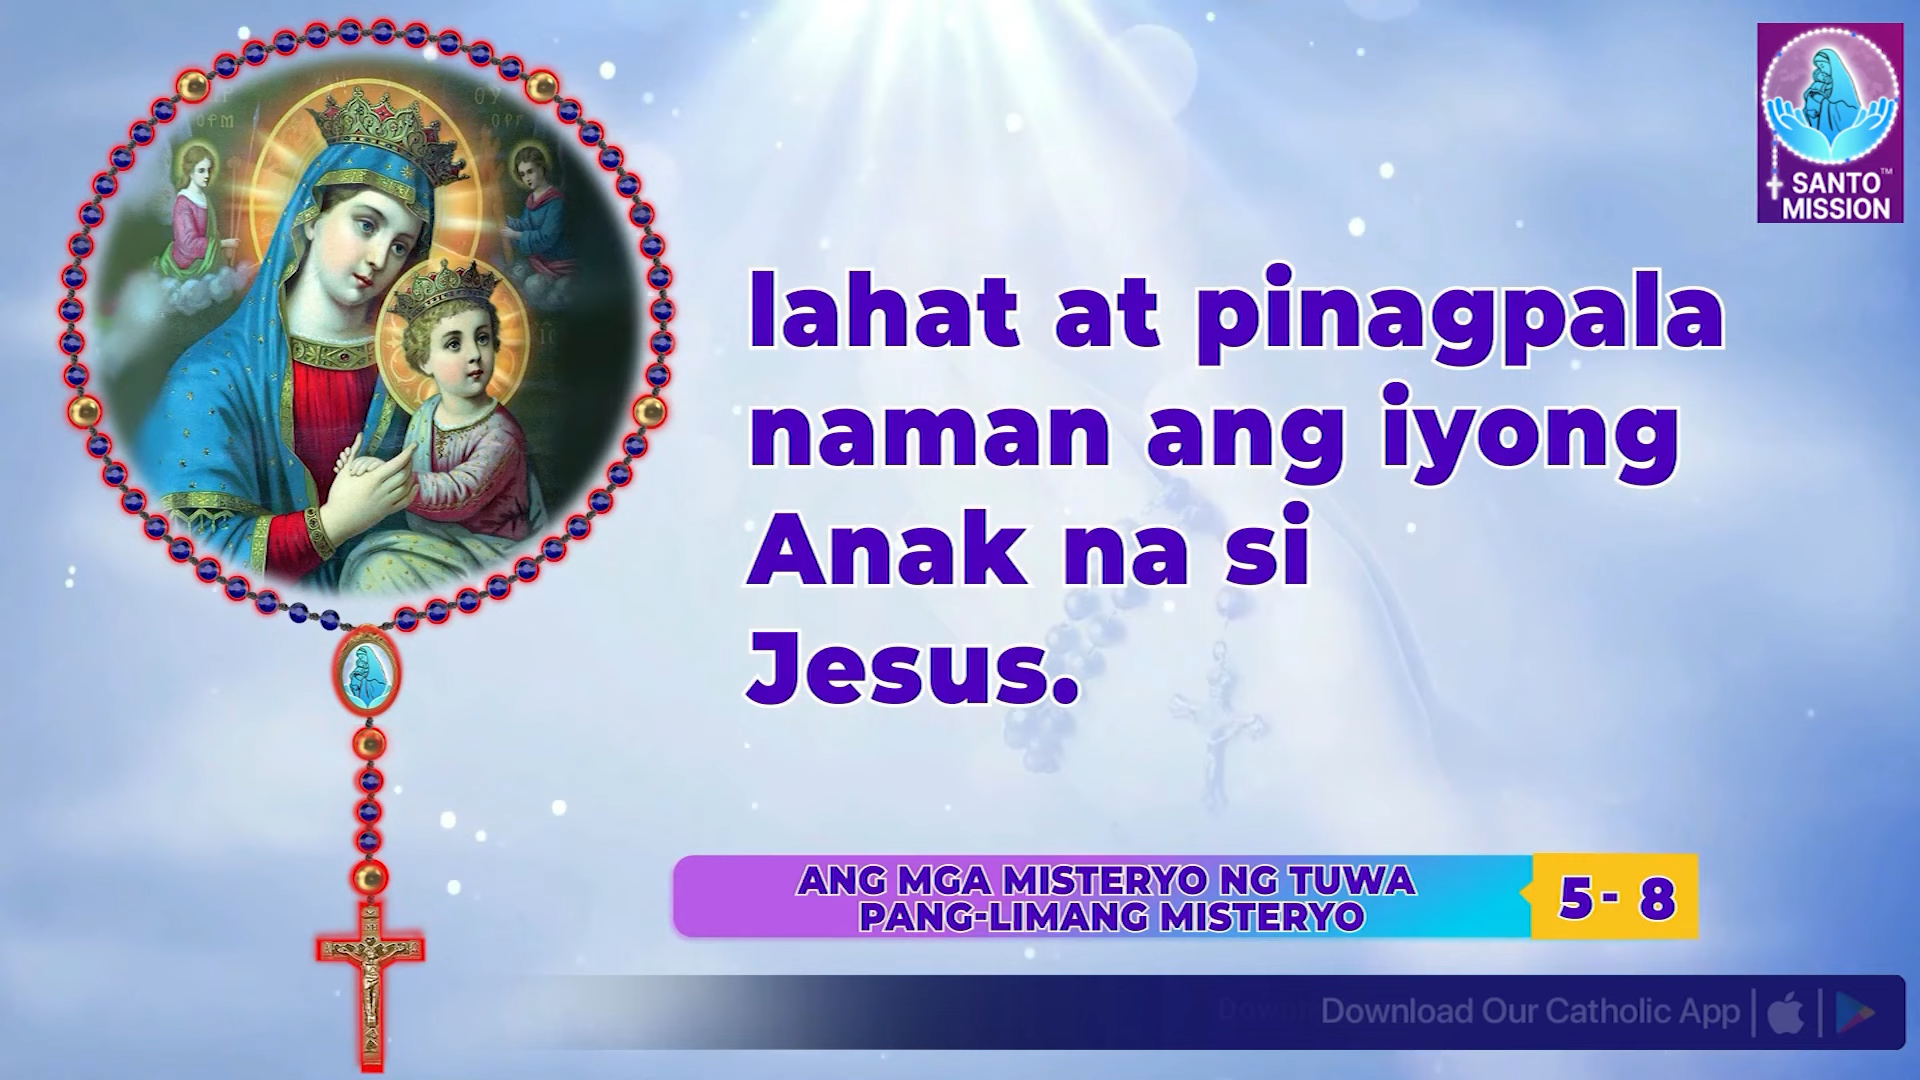 SANTO™
MISSION
lahat at pinagpala
naman ang iyong
Anak na si
Jesus.
ANG MGA MISTERYO NG TUWA
PANG-LIMANG MISTERYO
5- 8
Download Our Catholic App